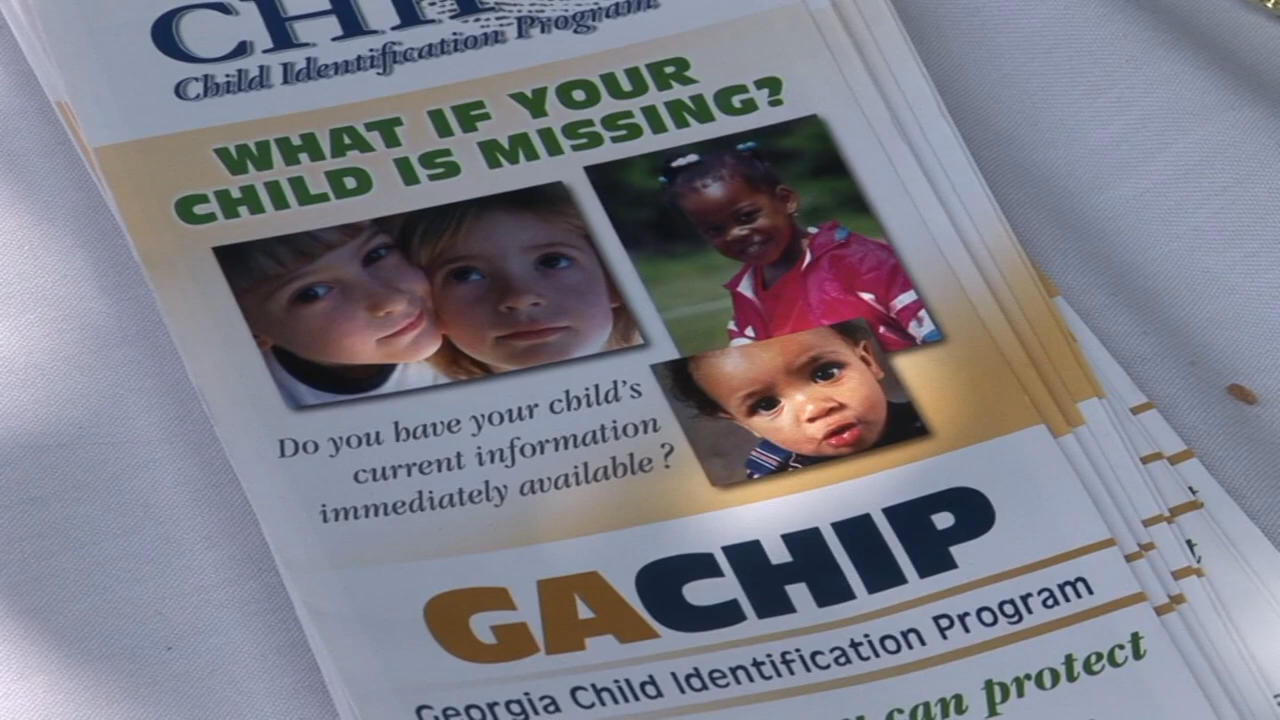 CHIP
Child Identification Program
WHAT IF YOUR
CHILD IS MISSING?
Do you have your child's
current information
immediately available?
GACHIP
Georgia Child Identification Program
can protect